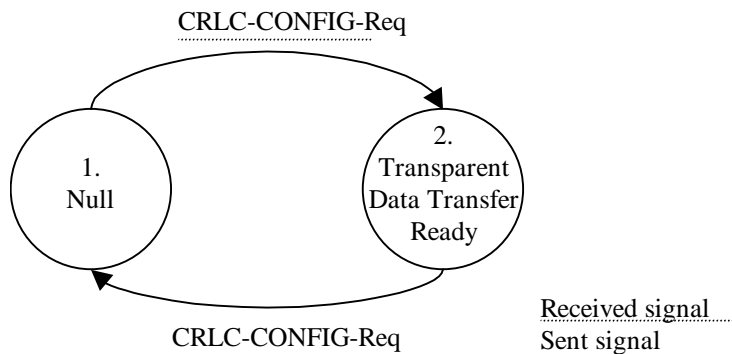 CRLC-CONFIG-Req
1.
Null
2.
Transparent
Data Transfer
Ready
CRLC-CONFIG-Req
Received signal
Sent signal